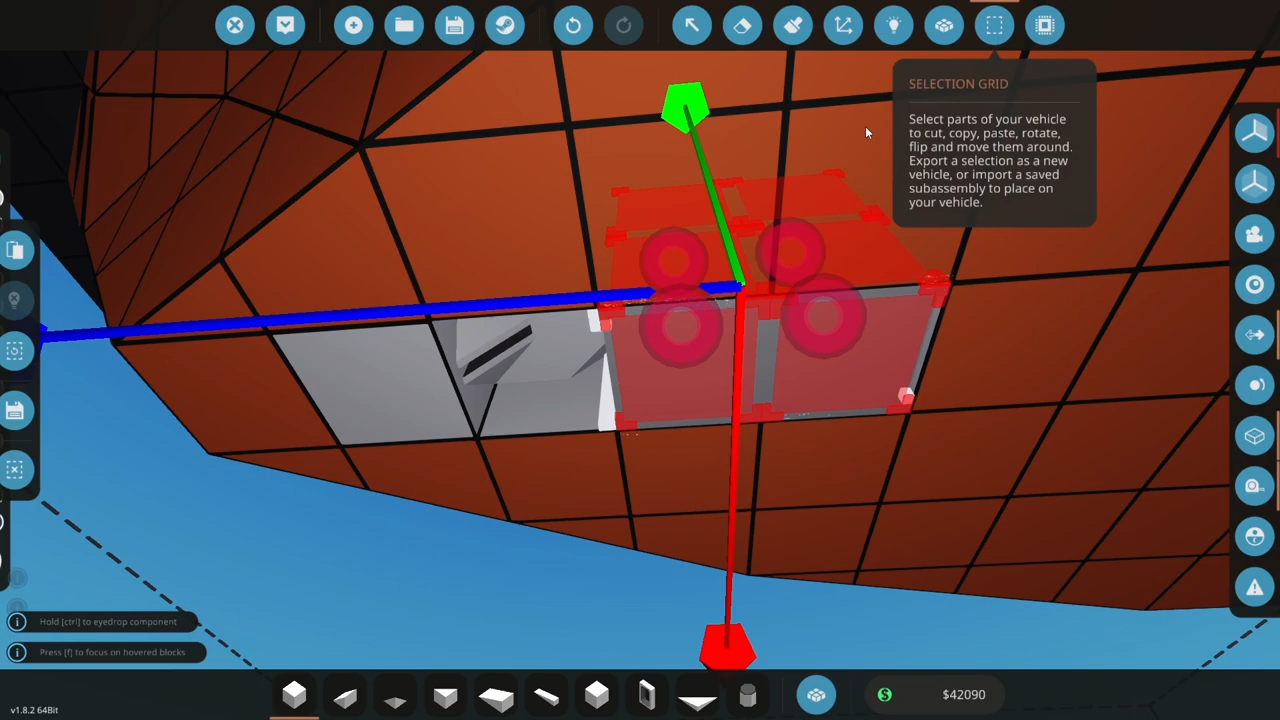 SELECTION GRID
Select parts of your vehicle
to cut, copy, paste, rotate,
flip and move them around.
Export a selection as a new
vehicle, or import a saved
subassembly to place on
your vehicle.
Hold [ctrl] to eyedrop component
Press [f] to focus on hovered blocks
$42090
v1.8.2 64Bit